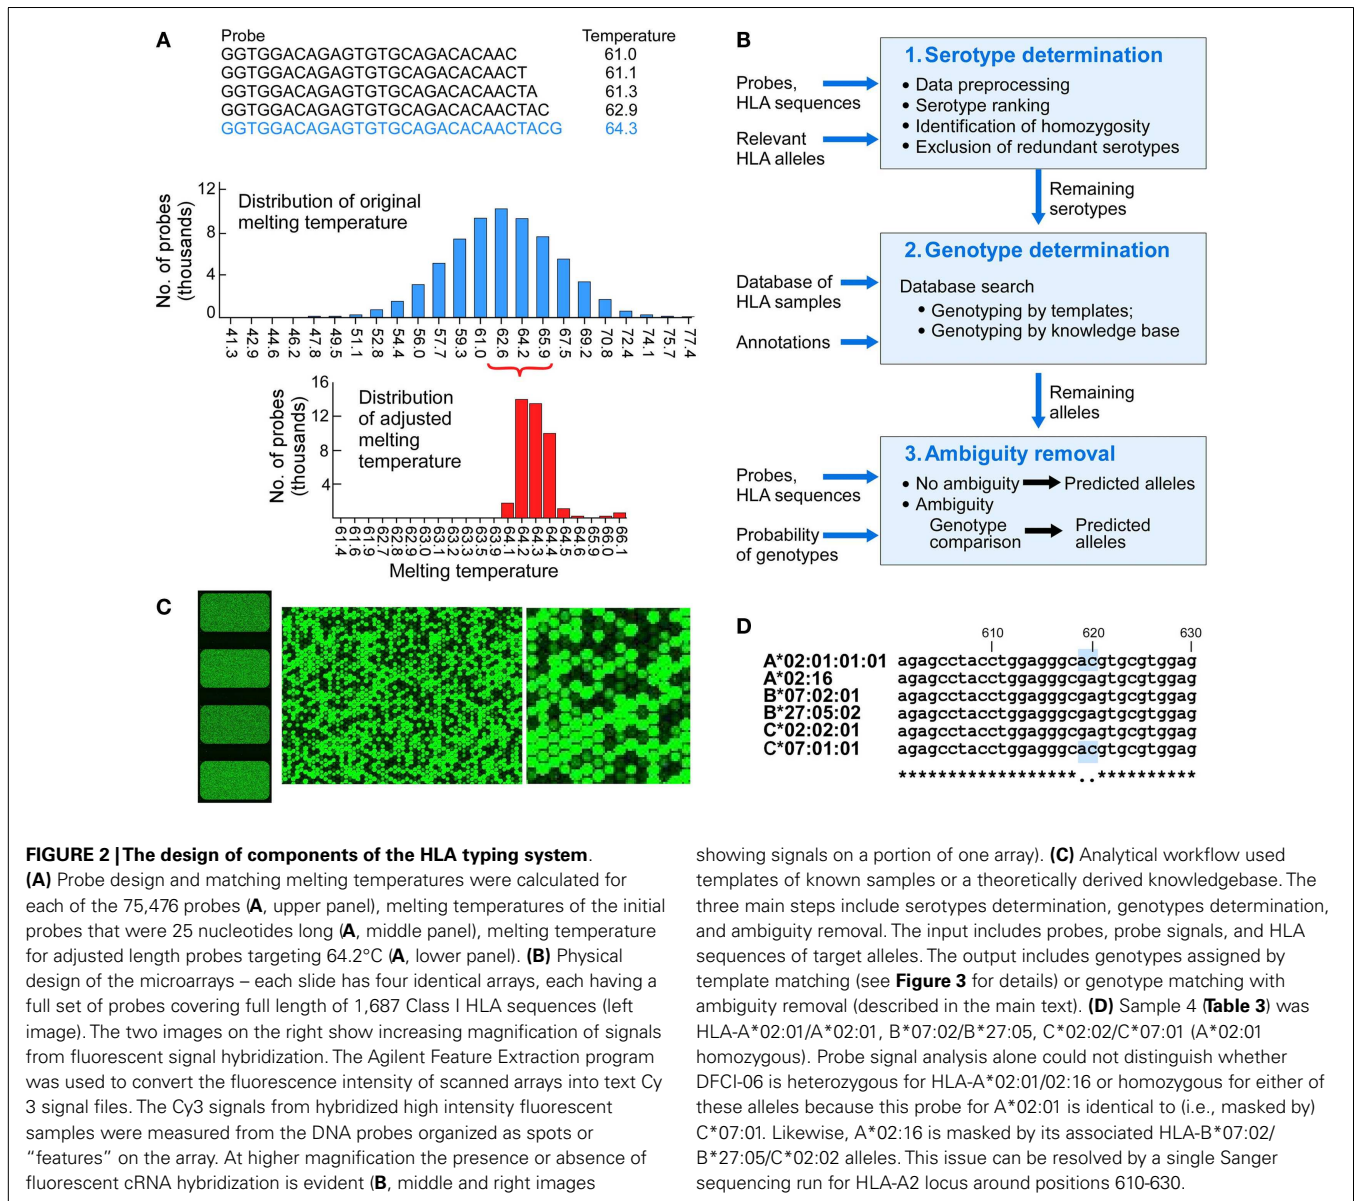 A
Probe Temperature
GGTGGACAGAGTGTGCAGACACAAC 61.0
GGTGGACAGAGTGTGCAGACACAACT 61.1
GGTGGACAGAGTGTGCAGACACAACTA 61.3
GGTGGACAGAGTGTGCAGACACAACTAC 62.9
GGTGGACAGAGTGTGCAGACACAACTACG 64.3
No. of probes
(thousands)
12
8
4
0
Distribution of original
melting temperature
41.3 42.9 44.6 46.2 47.8 49.5 51.1 52.8 54.4 56.0 57.7 59.3 61.0 62.6 64.2 65.9 67.5 69.2 70.8 72.4 74.1 75.7 77.4
No. of probes
(thousands)
16
12
8
4
Distribution
of adjusted
melting
temperature
61.4 61.6 61.9 62.7 62.8 62.9 63.0 63.1 63.2 63.3 63.5 63.9 64.1 64.2 64.3 64.4 64.5 64.6 65.9 66.0 66.1
Melting temperature
B
Probes,
HLA sequences
Relevant
HLA alleles
1. Serotype determination
• Data preprocessing
• Serotype ranking
• Identification of homozygosity
• Exclusion of redundant serotypes
Remaining
serotypes
Database of
HLA samples
Annotations
2. Genotype determination
Database search
• Genotyping by templates;
• Genotyping by knowledge base
Remaining
alleles
Probes,
HLA sequences
Probability
of genotypes
3. Ambiguity removal
• No ambiguity Predicted alleles
• Ambiguity
Genotype
comparison
Predicted
alleles
C
D
610 620 630
A*02:01:01:01 agagcctacctggagggcacgtgcgtggag
A*02:16 agagcctacctggagggcgagtgcgtggag
B*07:02:01 agagcctacctggagggcgagtgcgtggag
B*27:05:02 agagcctacctggagggcgagtgcgtggag
C*02:02:01 agagcctacctggagggcgagtgcgtggag
C*07:01:01 agagcctacctggagggcacgtgcgtggag
******************..**********
FIGURE 2 | The design of components of the HLA typing system.
(A) Probe design and matching melting temperatures were calculated for
each of the 75,476 probes (A, upper panel), melting temperatures of the initial
probes that were 25 nucleotides long (A, middle panel), melting temperature
for adjusted length probes targeting 64.2°C (A, lower panel). (B) Physical
design of the microarrays – each slide has four identical arrays, each having a
full set of probes covering full length of 1,687 Class I HLA sequences (left
image). The two images on the right show increasing magnification of signals
from fluorescent signal hybridization. The Agilent Feature Extraction program
was used to convert the fluorescence intensity of scanned arrays into text Cy
3 signal files. The Cy3 signals from hybridized high intensity fluorescent
samples were measured from the DNA probes organized as spots or
“features” on the array. At higher magnification the presence or absence of
fluorescent cRNA hybridization is evident (B, middle and right images
showing signals on a portion of one array). (C) Analytical workflow used
templates of known samples or a theoretically derived knowledgebase. The
three main steps include serotypes determination, genotypes determination,
and ambiguity removal. The input includes probes, probe signals, and HLA
sequences of target alleles. The output includes genotypes assigned by
template matching (see Figure 3 for details) or genotype matching with
ambiguity removal (described in the main text). (D) Sample 4 (Table 3) was
HLA-A*02:01/A*02:01, B*07:02/B*27:05, C*02:02/C*07:01 (A*02:01
homozygous). Probe signal analysis alone could not distinguish whether
DFCI-06 is heterozygous for HLA-A*02:01/02:16 or homozygous for either of
these alleles because this probe for A*02:01 is identical to (i.e., masked by)
C*07:01. Likewise, A*02:16 is masked by its associated HLA-B*07:02/
B*27:05/C*02:02 alleles. This issue can be resolved by a single Sanger
sequencing run for HLA-A2 locus around positions 610-630.